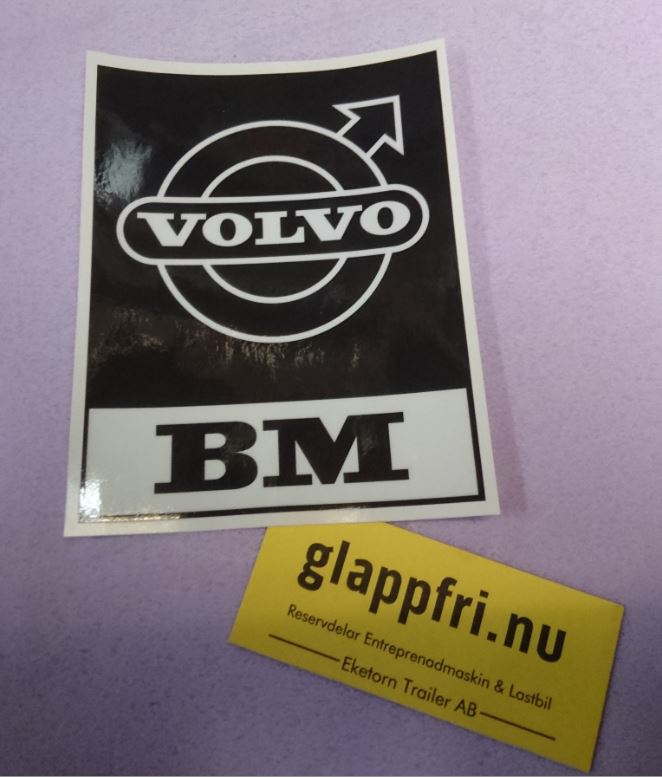 VOLVO
BM
glappfri.nu
Reservdelar Entreprenadmaskin & Lastbil
Eketorn Trailer AB